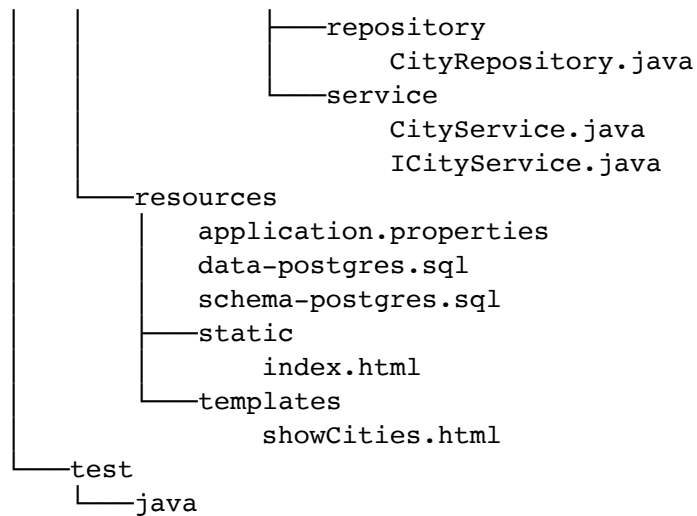 repository
CityRepository.java
service
CityService.java
ICityService.java
resources
application.properties
data-postgres.sql
schema-postgres.sql
static
index.html
templates
showCities.html
test
java